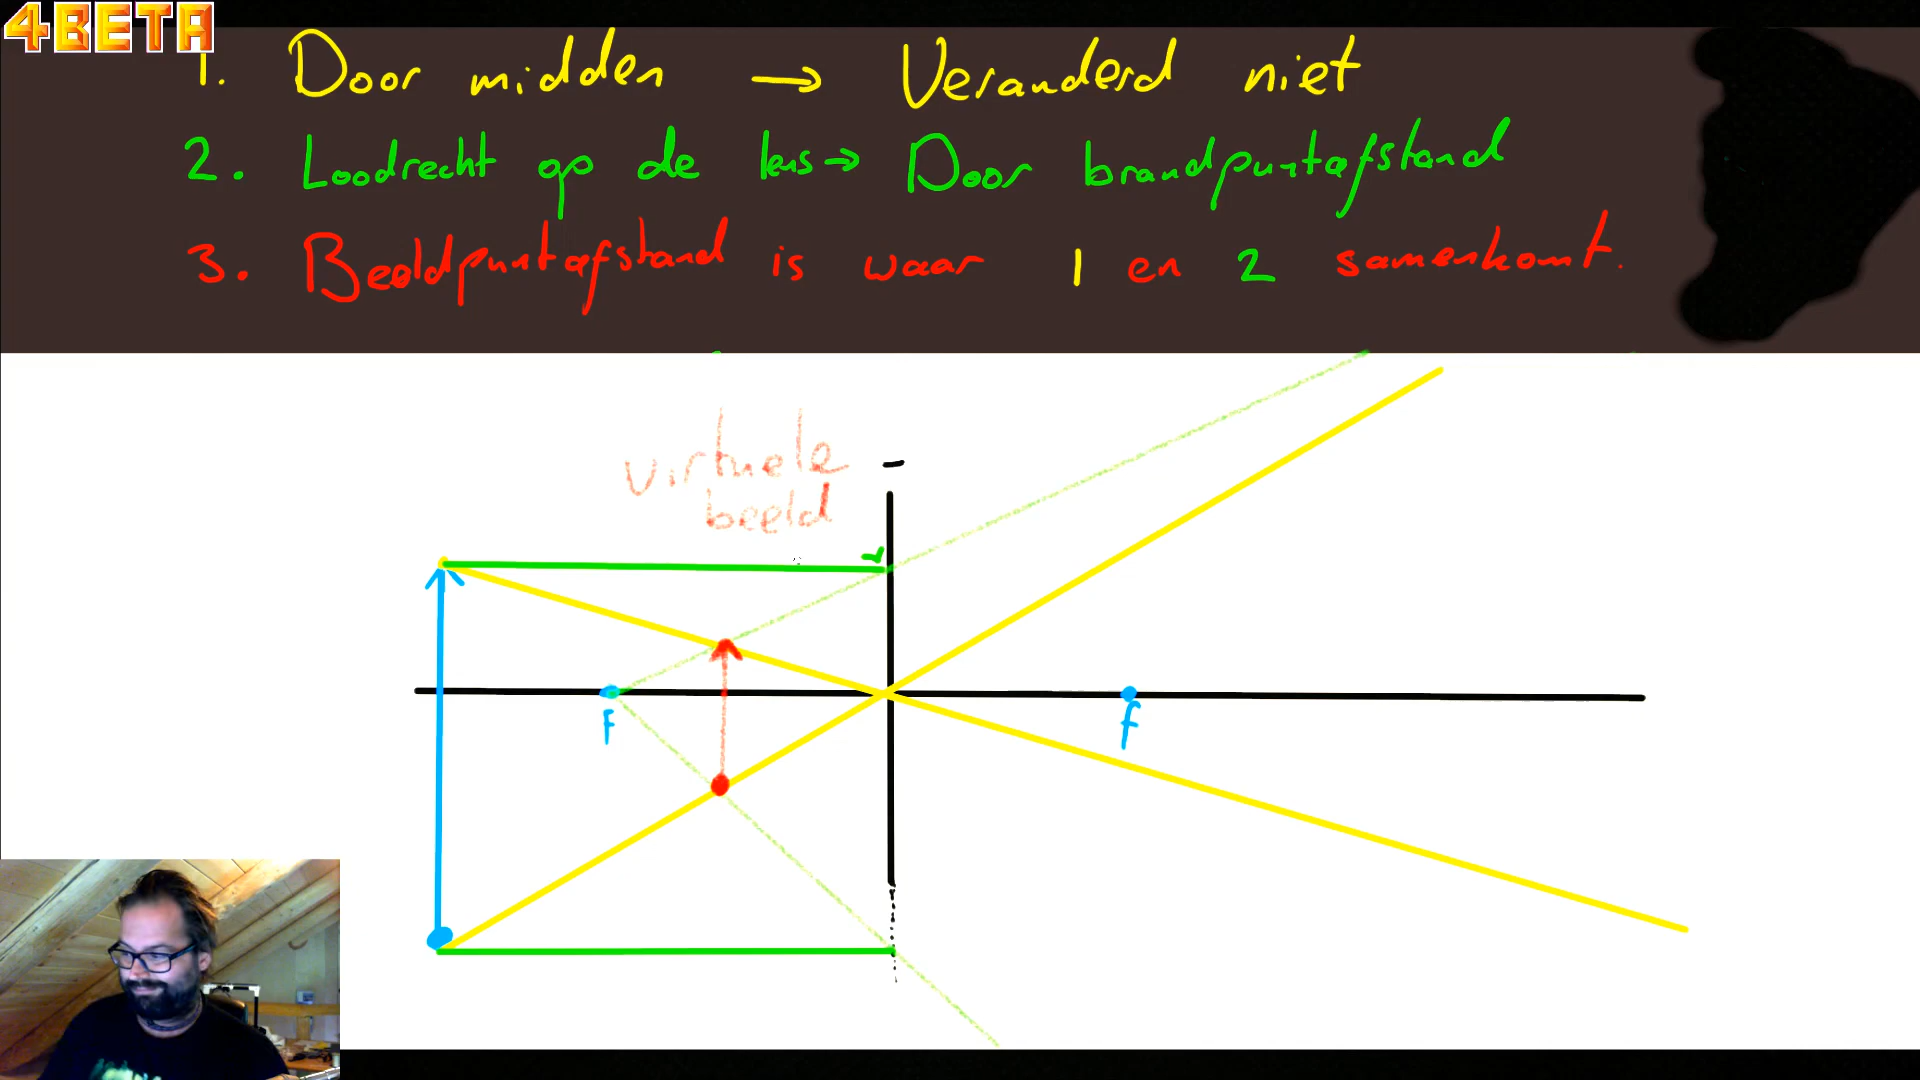 4BETA
1. Door midden → Veranderd niet
2. Loodrecht op de lens → Door brandpuntafstand
3. Beeldpuntafstand is waar 1 en 2 samenkomt.
virtuele
beeld
-
F
f